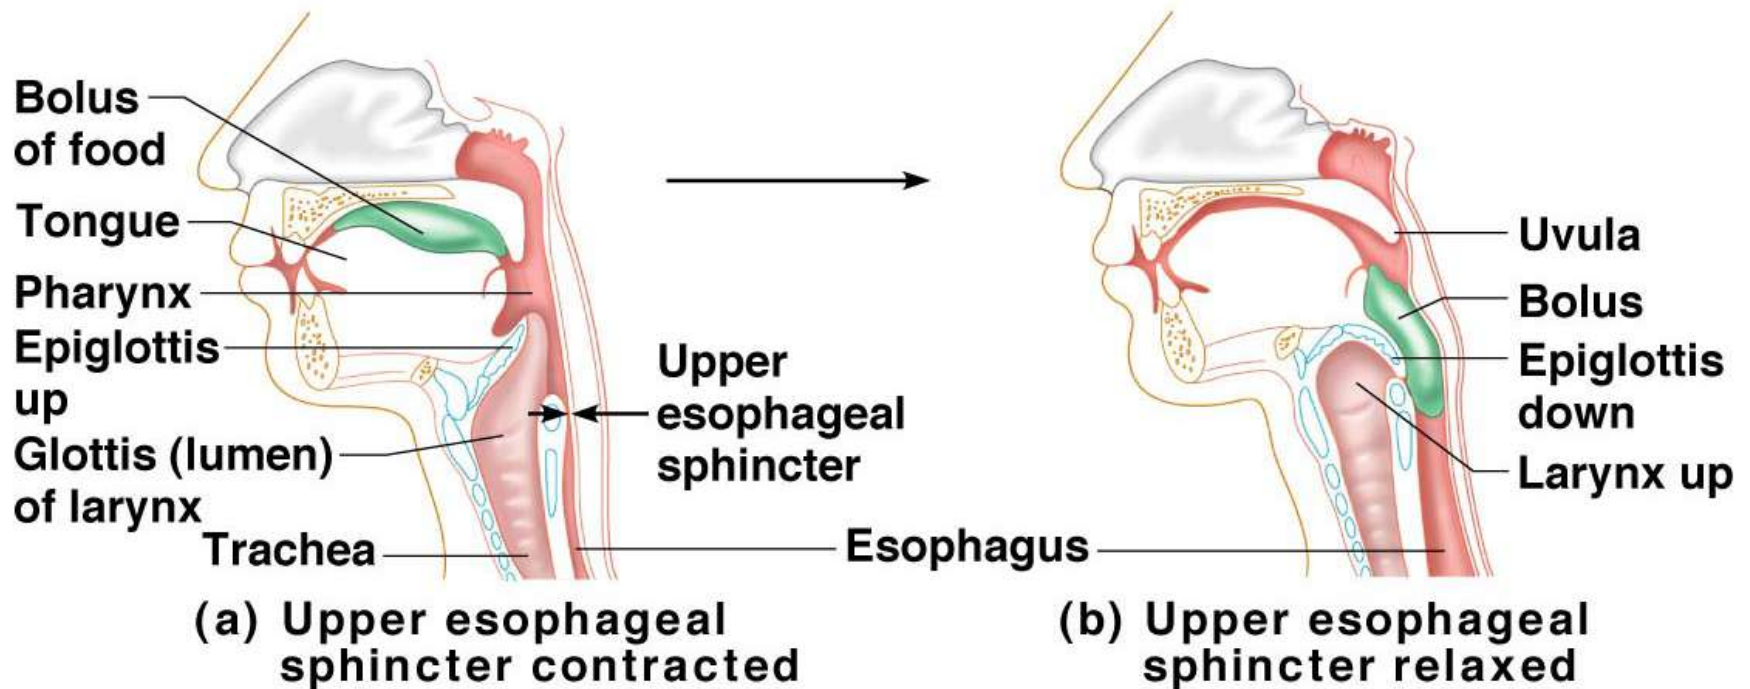 Bolus
of food
Tongue
Pharynx
Epiglottis
up
Glottis (lumen)
of larynx
Trachea
Upper
esophageal
sphincter
Esophagus
Uvula
Bolus
Epiglottis
down
Larynx up
(a) Upper esophageal
sphincter contracted
(b) Upper esophageal
sphincter relaxed